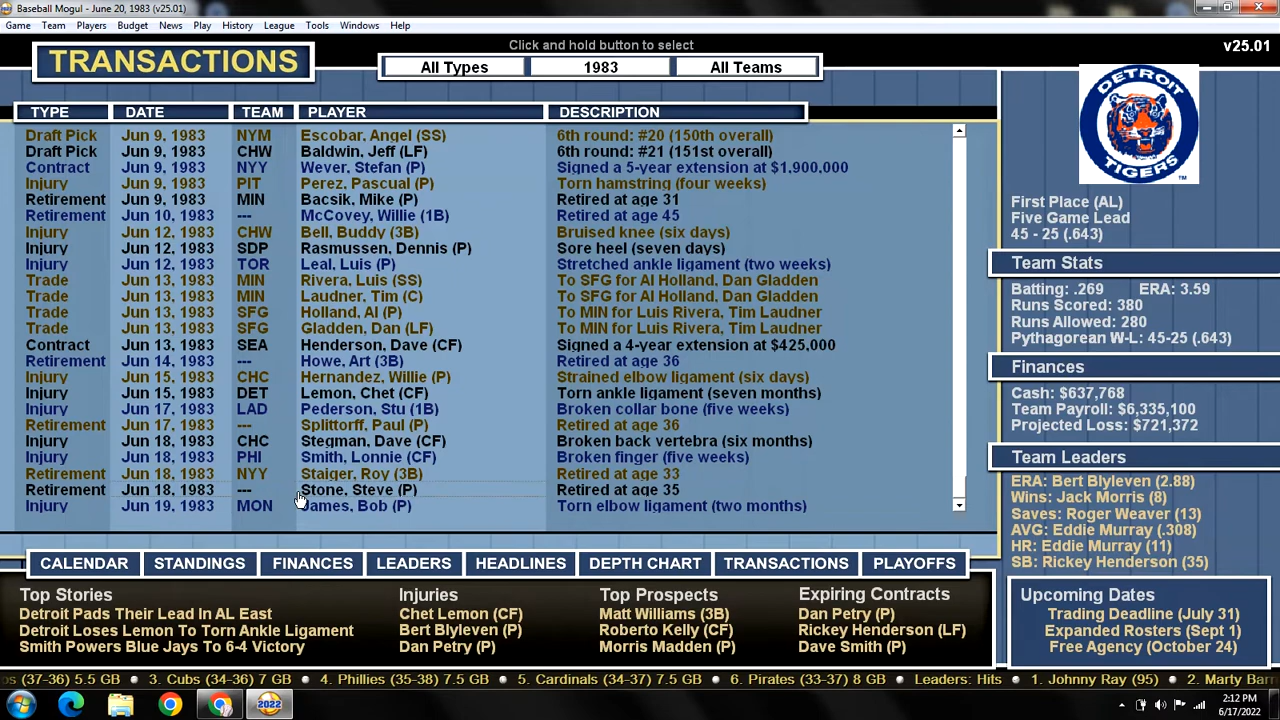 Baseball Mogul - June 20, 1983 (v25.01)
Game Team Players Budget News Play History League Tools Windows Help
Click and hold button to select
v25.01
TRANSACTIONS
All Types 1983 All Teams
TYPE DATE TEAM PLAYER DESCRIPTION
Draft Pick Jun 9, 1983 NYM Escobar, Angel (SS) 6th round: #20 (150th overall)
Draft Pick Jun 9, 1983 CHW Baldwin, Jeff (LF) 6th round: #21 (151st overall)
Contract Jun 9, 1983 NYY Wever, Stefan (P) Signed a 5-year extension at $1,900,000
Injury Jun 9, 1983 PIT Perez, Pascual (P) Torn hamstring (four weeks)
Retirement Jun 9, 1983 MIN Bacsik, Mike (P) Retired at age 31
Retirement Jun 10, 1983 --- McCovey, Willie (1B) Retired at age 45
Injury Jun 12, 1983 CHW Bell, Buddy (3B) Bruised knee (six days)
Injury Jun 12, 1983 SDP Rasmussen, Dennis (P) Sore heel (seven days)
Injury Jun 12, 1983 TOR Leal, Luis (P) Stretched ankle ligament (two weeks)
Trade Jun 13, 1983 MIN Rivera, Luis (SS) To SFG for Al Holland, Dan Gladden
Trade Jun 13, 1983 MIN Laudner, Tim (C) To SFG for Al Holland, Dan Gladden
Trade Jun 13, 1983 SFG Holland, Al (P) To MIN for Luis Rivera, Tim Laudner
Trade Jun 13, 1983 SFG Gladden, Dan (LF) To MIN for Luis Rivera, Tim Laudner
Contract Jun 13, 1983 SEA Henderson, Dave (CF) Signed a 4-year extension at $425,000
Retirement Jun 14, 1983 --- Howe, Art (3B) Retired at age 36
Injury Jun 15, 1983 CHC Hernandez, Willie (P) Strained elbow ligament (six days)
Injury Jun 15, 1983 DET Lemon, Chet (CF) Torn ankle ligament (seven months)
Injury Jun 17, 1983 LAD Pederson, Stu (1B) Broken collar bone (five weeks)
Retirement Jun 17, 1983 --- Splittorff, Paul (P) Retired at age 36
Injury Jun 18, 1983 CHC Stegman, Dave (CF) Broken back vertebra (six months)
Injury Jun 18, 1983 PHI Smith, Lonnie (CF) Broken finger (five weeks)
Retirement Jun 18, 1983 NYY Staiger, Roy (3B) Retired at age 33
Retirement Jun 18, 1983 --- Stone, Steve (P) Retired at age 35
Injury Jun 19, 1983 MON James, Bob (P) Torn elbow ligament (two months)
DETROIT
TIGERS
TM
First Place (AL)
Five Game Lead
45 - 25 (.643)
Team Stats
Batting: .269 ERA: 3.59
Runs Scored: 380
Runs Allowed: 280
Pythagorean W-L: 45-25 (.643)
Finances
Cash: $637,768
Team Payroll: $6,335,100
Projected Loss: $721,372
Team Leaders
ERA: Bert Blyleven (2.88)
Wins: Jack Morris (8)
Saves: Roger Weaver (13)
AVG: Eddie Murray (.308)
HR: Eddie Murray (11)
SB: Rickey Henderson (35)
CALENDAR STANDINGS FINANCES LEADERS HEADLINES DEPTH CHART TRANSACTIONS PLAYOFFS
Top Stories
Detroit Pads Their Lead In AL East
Detroit Loses Lemon To Torn Ankle Ligament
Smith Powers Blue Jays To 6-4 Victory
Injuries
Chet Lemon (CF)
Bert Blyleven (P)
Dan Petry (P)
Top Prospects
Matt Williams (3B)
Roberto Kelly (CF)
Morris Madden (P)
Expiring Contracts
Dan Petry (P)
Rickey Henderson (LF)
Dave Smith (P)
Upcoming Dates
Trading Deadline (July 31)
Expanded Rosters (Sept 1)
Free Agency (October 24)
os (37-36) 5.5 GB • 3. Cubs (34-36) 7 GB • 4. Phillies (35-38) 7.5 GB • 5. Cardinals (34-37) 7.5 GB • 6. Pirates (33-37) 8 GB • Leaders: Hits • 1. Johnny Ray (95) • 2. Marty Barr
2022
2:12 PM
6/17/2022